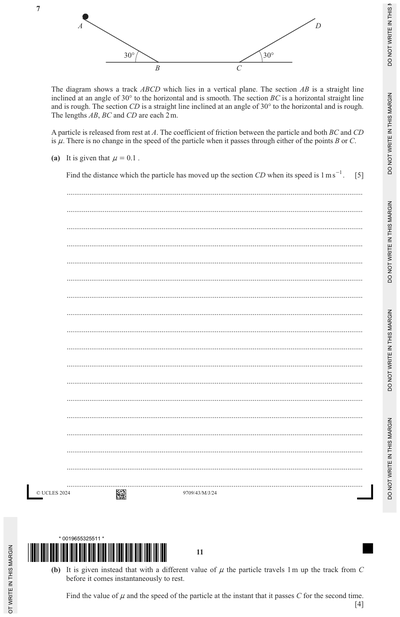 7
A
D
30°
30°
B
C
The diagram shows a track ABCD which lies in a vertical plane. The section AB is a straight line
inclined at an angle of 30° to the horizontal and is smooth. The section BC is a horizontal straight line
and is rough. The section CD is a straight line inclined at an angle of 30° to the horizontal and is rough.
The lengths AB, BC and CD are each 2 m.
A particle is released from rest at A. The coefficient of friction between the particle and both BC and CD
is μ. There is no change in the speed of the particle when it passes through either of the points B or C.
(a) It is given that μ = 0.1 .
Find the distance which the particle has moved up the section CD when its speed is 1 m s⁻¹. [5]
© UCLES 2024
9709/43/M/J/24
DO NOT WRITE IN THIS M
DO NOT WRITE IN THIS MARGIN
DO NOT WRITE IN THIS MARGIN
DO NOT WRITE IN THIS MARGIN
DO NOT WRITE IN THIS MARGIN
* 0019655325511 *
11
OT WRITE IN THIS MARGIN
(b) It is given instead that with a different value of μ the particle travels 1 m up the track from C
before it comes instantaneously to rest.
Find the value of μ and the speed of the particle at the instant that it passes C for the second time.
[4]